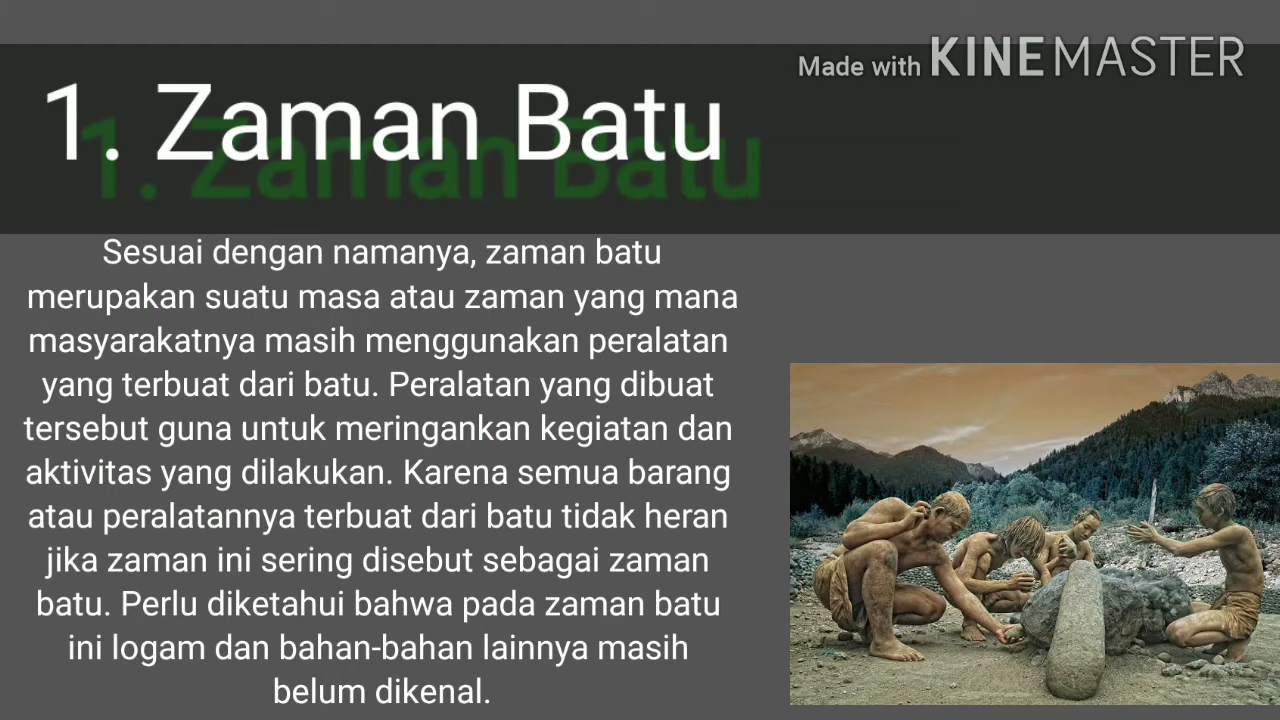 Made with KINEMASTER
1. Zaman Batu
Sesuai dengan namanya, zaman batu
merupakan suatu masa atau zaman yang mana
masyarakatnya masih menggunakan peralatan
yang terbuat dari batu. Peralatan yang dibuat
tersebut guna untuk meringankan kegiatan dan
aktivitas yang dilakukan. Karena semua barang
atau peralatannya terbuat dari batu tidak heran
jika zaman ini sering disebut sebagai zaman
batu. Perlu diketahui bahwa pada zaman batu
ini logam dan bahan-bahan lainnya masih
belum dikenal.